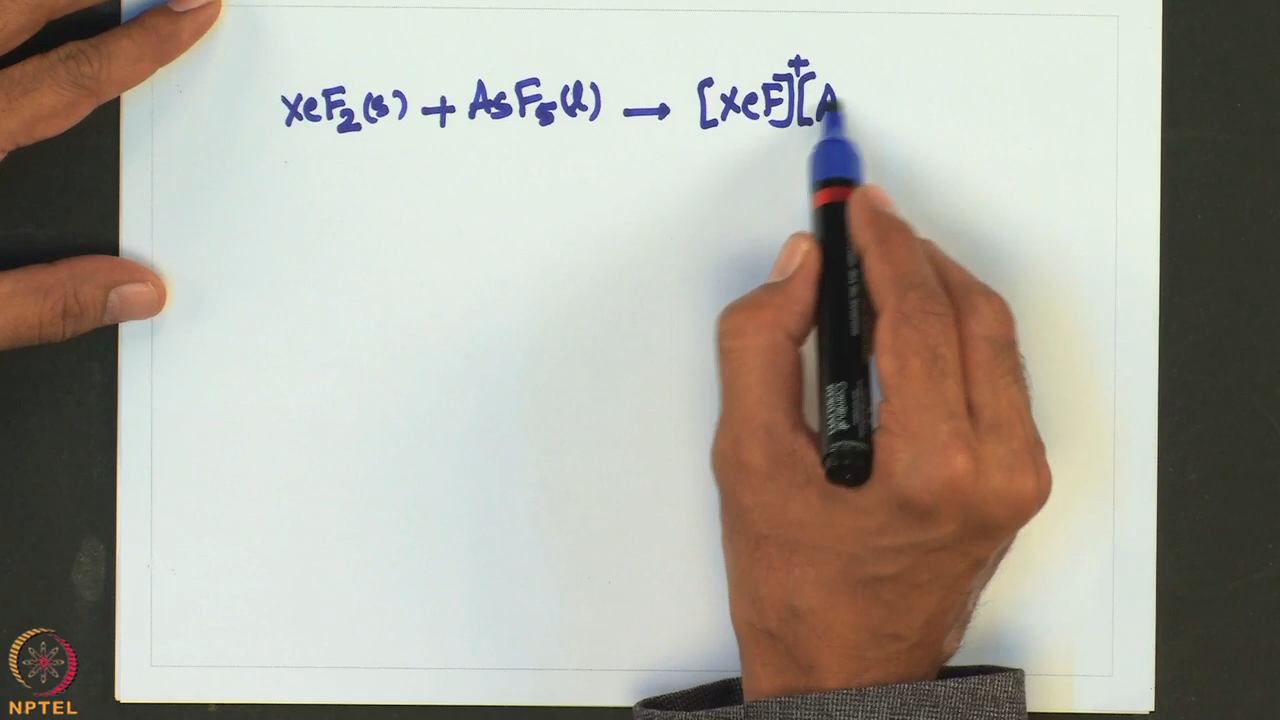 XeF₂(s) + AsF₅(l) → [XeF]⁺[A
NPTEL